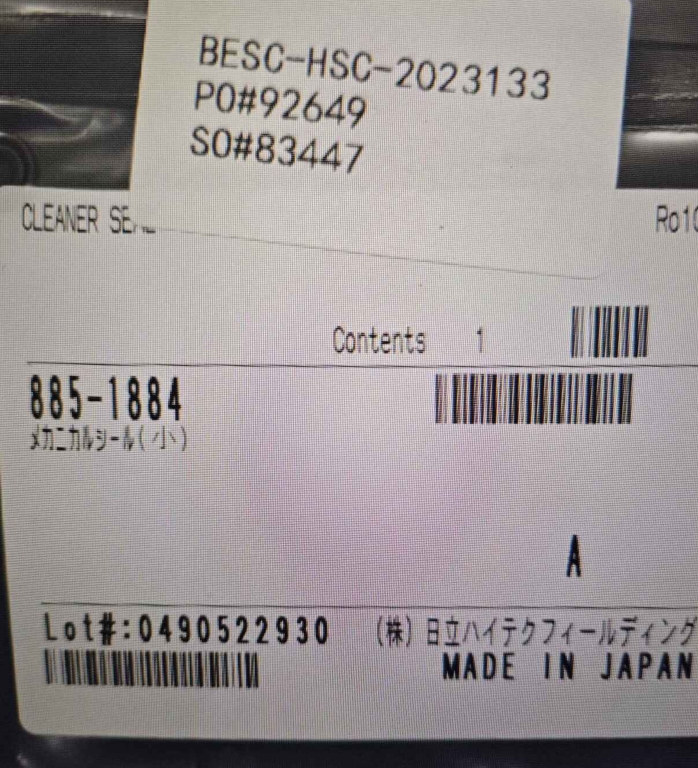 BESC-HSC-2023133
PO#92649
SO#83447
CLEANER
Contents 1
885-1884
メカニカルシール(小)
A
Lot#:0490522930
(株)日立ハイテクフィールディング
MADE IN JAPAN